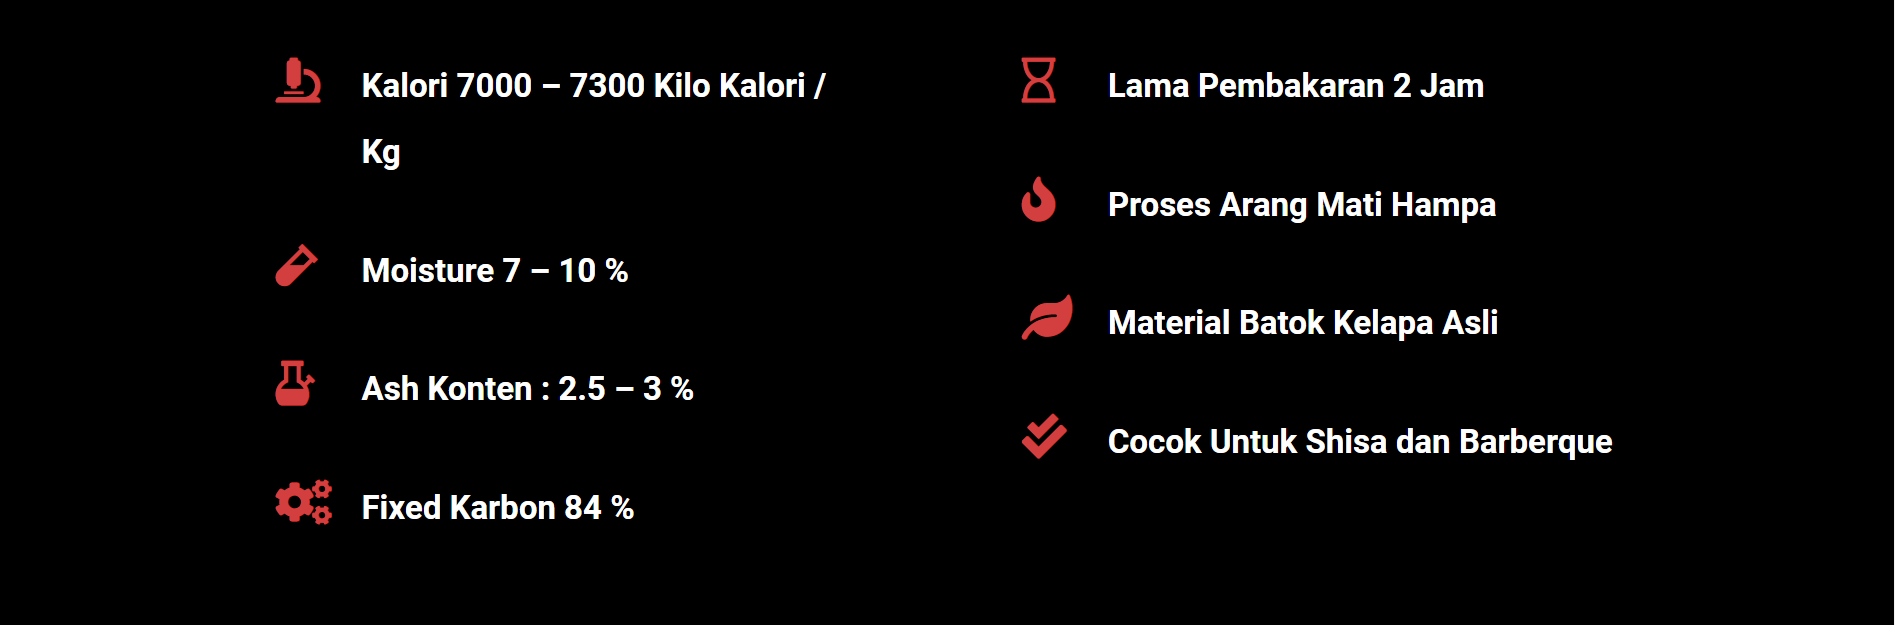 Kalori 7000 – 7300 Kilo Kalori /
Kg
Moisture 7 – 10 %
Ash Konten : 2.5 – 3 %
Fixed Karbon 84 %
Lama Pembakaran 2 Jam
Proses Arang Mati Hampa
Material Batok Kelapa Asli
Cocok Untuk Shisa dan Barberque